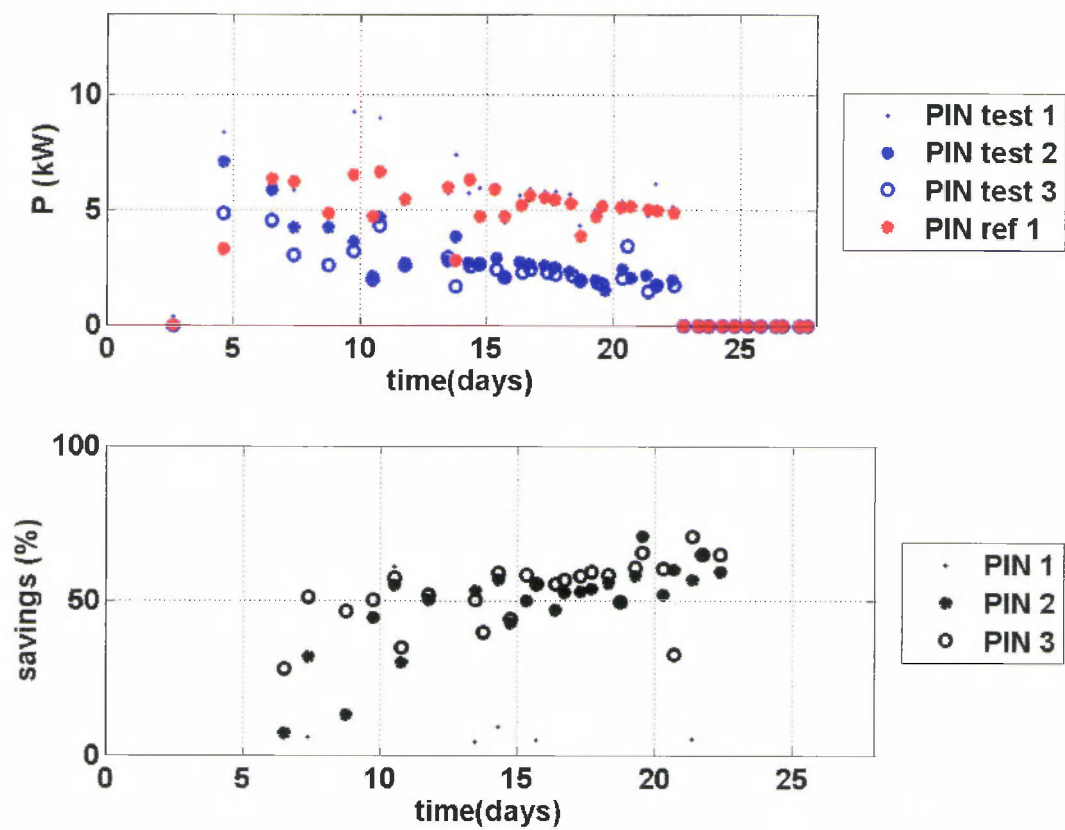 P (kW)
10
5
0
0
5
10
15
20
25
time(days)
PIN test 1
PIN test 2
PIN test 3
PIN ref 1
savings (%)
100
50
0
0
5
10
15
20
25
time(days)
PIN 1
PIN 2
PIN 3